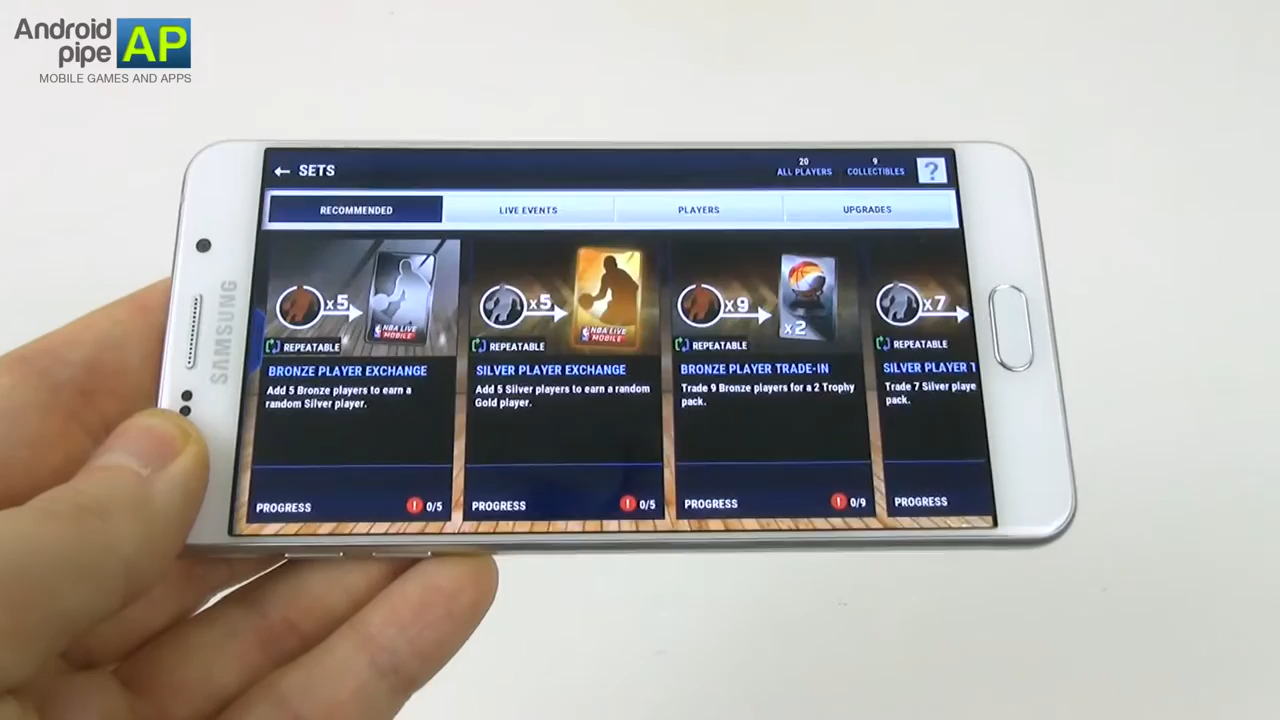 Android
pipe AP
MOBILE GAMES AND APPS
SAMSUNG
← SETS
20
ALL PLAYERS
9
COLLECTIBLES
?
RECOMMENDED
LIVE EVENTS
PLAYERS
UPGRADES
x5
NBA LIVE
MOBILE
REPEATABLE
BRONZE PLAYER EXCHANGE
Add 5 Bronze players to earn a
random Silver player.
PROGRESS
! 0/5
x5
NBA LIVE
MOBILE
REPEATABLE
SILVER PLAYER EXCHANGE
Add 5 Silver players to earn a random
Gold player.
PROGRESS
! 0/5
x9
x2
REPEATABLE
BRONZE PLAYER TRADE-IN
Trade 9 Bronze players for a 2 Trophy
pack.
PROGRESS
! 0/9
x7
REPEATABLE
SILVER PLAYER
Trade 7 Silver playe
pack.
PROGRESS